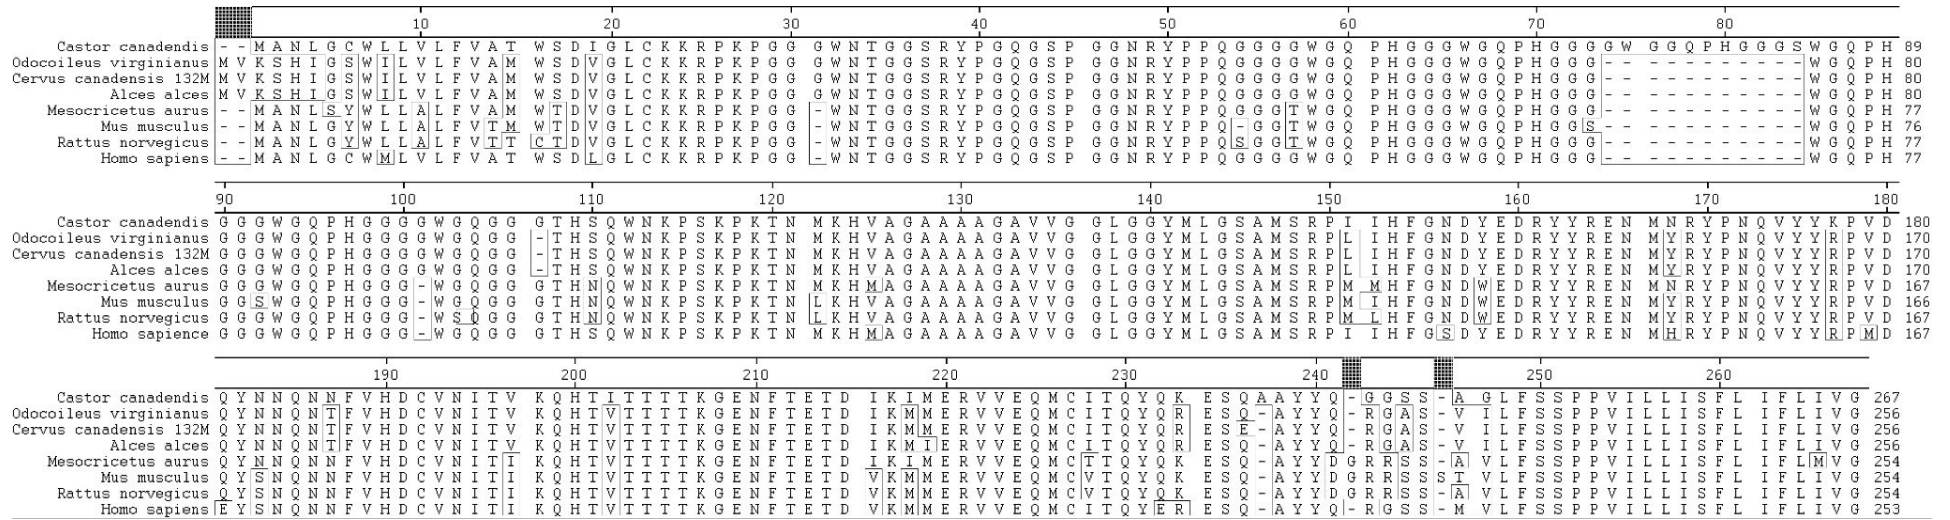 10 20 30 40 50 60 70 80
Castor canadendis - - M A N L G C W L L V L F V A T W S D I G L C K K R P K P G G G W N T G G S R Y P G Q G S P G G N R Y P P Q G G G G W G Q P H G G G W G Q P H G G G G W G G Q P H G G G S W G Q P H 89
Odocoileus virginianus M V K S H I G S W I L V L F V A M W S D V G L C K K R P K P G G G W N T G G S R Y P G Q G S P G G N R Y P P Q G G G G W G Q P H G G G W G Q P H G G G - - - - - - - - - - - W G Q P H 80
Cervus canadensis 132M M V K S H I G S W I L V L F V A M W S D V G L C K K R P K P G G G W N T G G S R Y P G Q G S P G G N R Y P P Q G G G G W G Q P H G G G W G Q P H G G G - - - - - - - - - - - W G Q P H 80
Alces alces M V K S H I G S W I L V L F V A M W S D V G L C K K R P K P G G G W N T G G S R Y P G Q G S P G G N R Y P P Q G G G G W G Q P H G G G W G Q P H G G G - - - - - - - - - - - W G Q P H 80
Mesocricetus aurus - - M A N L S Y W L L A L F V A M W T D V G L C K K R P K P G G - W N T G G S R Y P G Q G S P G G N R Y P P Q G G G T W G Q P H G G G W G Q P H G G G - - - - - - - - - - - W G Q P H 77
Mus musculus - - M A N L G Y W L L A L F V T M W T D V G L C K K R P K P G G - W N T G G S R Y P G Q G S P G G N R Y P P Q - G G T W G Q P H G G G W G Q P H G G S - - - - - - - - - - - W G Q P H 76
Rattus norvegicus - - M A N L G Y W L L A L F V T T C T D V G L C K K R P K P G G - W N T G G S R Y P G Q G S P G G N R Y P P Q S G G T W G Q P H G G G W G Q P H G G G - - - - - - - - - - - W G Q P H 77
Homo sapiens - - M A N L G C W M L V L F V A T W S D L G L C K K R P K P G G - W N T G G S R Y P G Q G S P G G N R Y P P Q G G G G W G Q P H G G G W G Q P H G G G - - - - - - - - - - - W G Q P H 77
90 100 110 120 130 140 150 160 170 180
Castor canadendis G G G W G Q P H G G G G W G Q G G G T H S Q W N K P S K P K T N M K H V A G A A A A G A V V G G L G G Y M L G S A M S R P I I H F G N D Y E D R Y Y R E N M N R Y P N Q V Y Y K P V D 180
Odocoileus virginianus G G G W G Q P H G G G G W G Q G G - T H S Q W N K P S K P K T N M K H V A G A A A A G A V V G G L G G Y M L G S A M S R P L I H F G N D Y E D R Y Y R E N M Y R Y P N Q V Y Y R P V D 170
Cervus canadensis 132M G G G W G Q P H G G G G W G Q G G - T H S Q W N K P S K P K T N M K H V A G A A A A G A V V G G L G G Y M L G S A M S R P L I H F G N D Y E D R Y Y R E N M Y R Y P N Q V Y Y R P V D 170
Alces alces G G G W G Q P H G G G G W G Q G G - T H S Q W N K P S K P K T N M K H V A G A A A A G A V V G G L G G Y M L G S A M S R P L I H F G N D Y E D R Y Y R E N M Y R Y P N Q V Y Y R P V D 170
Mesocricetus aurus G G G W G Q P H G G G - W G Q G G G T H N Q W N K P S K P K T N M K H M A G A A A A G A V V G G L G G Y M L G S A M S R P M M H F G N D W E D R Y Y R E N M N R Y P N Q V Y Y R P V D 167
Mus musculus G G S W G Q P H G G G - W G Q G G G T H N Q W N K P S K P K T N L K H V A G A A A A G A V V G G L G G Y M L G S A M S R P M I H F G N D W E D R Y Y R E N M Y R Y P N Q V Y Y R P V D 166
Rattus norvegicus G G G W G Q P H G G G - W S Q G G G T H N Q W N K P S K P K T N L K H V A G A A A A G A V V G G L G G Y M L G S A M S R P M L H F G N D W E D R Y Y R E N M Y R Y P N Q V Y Y R P V D 167
Homo sapience G G G W G Q P H G G G - W G Q G G G T H S Q W N K P S K P K T N M K H M A G A A A A G A V V G G L G G Y M L G S A M S R P I I H F G S D Y E D R Y Y R E N M H R Y P N Q V Y Y R P M D 167
190 200 210 220 230 240 250 260
Castor canadendis Q Y N N Q N N F V H D C V N I T V K Q H T I T T T T K G E N F T E T D I K I M E R V V E Q M C I T Q Y Q K E S Q A A Y Y Q - G G S S - A G L F S S P P V I L L I S F L I F L I V G 267
Odocoileus virginianus Q Y N N Q N T F V H D C V N I T V K Q H T V T T T T K G E N F T E T D I K M M E R V V E Q M C I T Q Y Q R E S Q - A Y Y Q - R G A S - V I L F S S P P V I L L I S F L I F L I V G 256
Cervus canadensis 132M Q Y N N Q N T F V H D C V N I T V K Q H T V T T T T K G E N F T E T D I K M M E R V V E Q M C I T Q Y Q R E S E - A Y Y Q - R G A S - V I L F S S P P V I L L I S F L I F L I V G 256
Alces alces Q Y N N Q N T F V H D C V N I T V K Q H T V T T T T K G E N F T E T D I K M I E R V V E Q M C I T Q Y Q R E S Q - A Y Y Q - R G A S - V I L F S S P P V I L L I S F L I F L I V G 256
Mesocricetus aurus Q Y N N Q N N F V H D C V N I T I K Q H T V T T T T K G E N F T E T D I K I M E R V V E Q M C T T Q Y Q K E S Q - A Y Y D G R R S S - A V L F S S P P V I L L I S F L I F L M V G 254
Mus musculus Q Y S N Q N N F V H D C V N I T I K Q H T V T T T T K G E N F T E T D V K M M E R V V E Q M C V T Q Y Q K E S Q - A Y Y D G R R S S S T V L F S S P P V I L L I S F L I F L I V G 254
Rattus norvegicus Q Y S N Q N N F V H D C V N I T I K Q H T V T T T T K G E N F T E T D V K M M E R V V E Q M C V T Q Y Q K E S Q - A Y Y D G R R S S - A V L F S S P P V I L L I S F L I F L I V G 254
Homo sapiens E Y S N Q N N F V H D C V N I T I K Q H T V T T T T K G E N F T E T D V K M M E R V V E Q M C I T Q Y E R E S Q - A Y Y Q - R G S S - M V L F S S P P V I L L I S F L I F L I V G 253